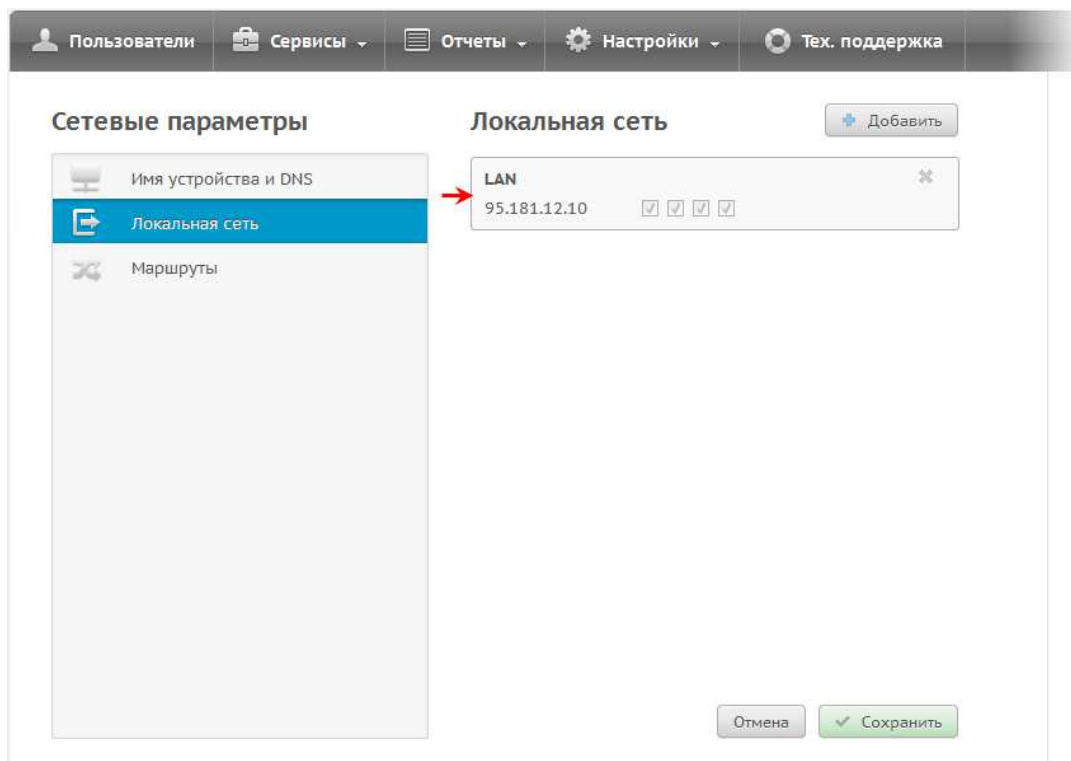 Пользователи Сервисы Отчеты Настройки Тех. поддержка
Сетевые параметры
Локальная сеть
Добавить
Имя устройства и DNS
Локальная сеть
Маршруты
LAN
95.181.12.10
Отмена
Сохранить